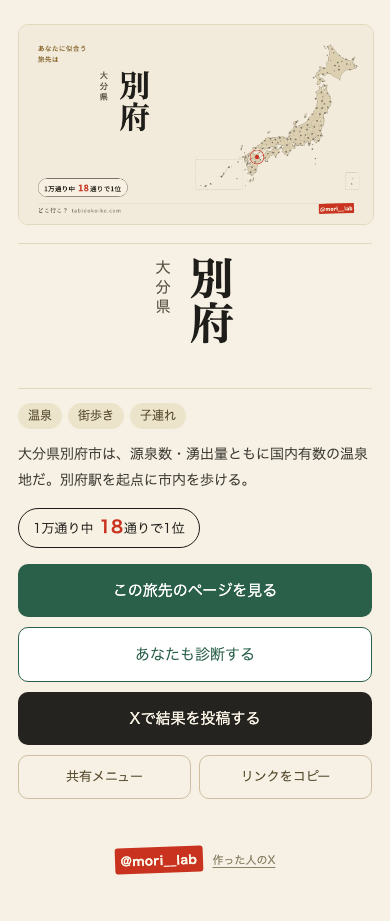 あなたに似合う
旅先は
別府
大分県
1万通り中 18通りで1位
どこ行こ？ tabidokoiko.com
@mori__lab
別府
大分県
温泉
街歩き
子連れ
大分県別府市は、源泉数・湧出量ともに国内有数の温泉
地だ。別府駅を起点に市内を歩ける。
1万通り中 18通りで1位
この旅先のページを見る
あなたも診断する
Xで結果を投稿する
共有メニュー
リンクをコピー
@mori__lab
作った人のX